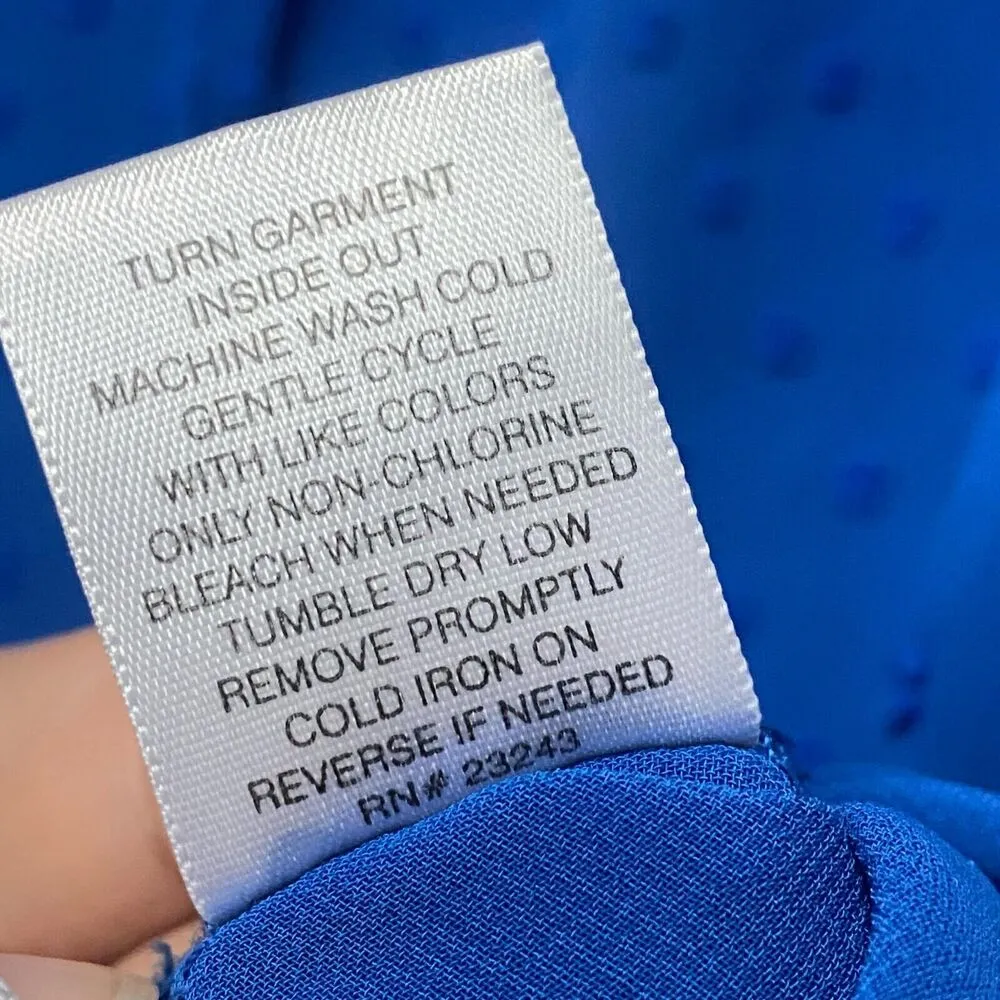 TURN GARMENT
INSIDE OUT
MACHINE WASH COLD
GENTLE CYCLE
WITH LIKE COLORS
ONLY NON-CHLORINE
BLEACH WHEN NEEDED
TUMBLE DRY LOW
REMOVE PROMPTLY
COLD IRON ON
REVERSE IF NEEDED
RN# 23243